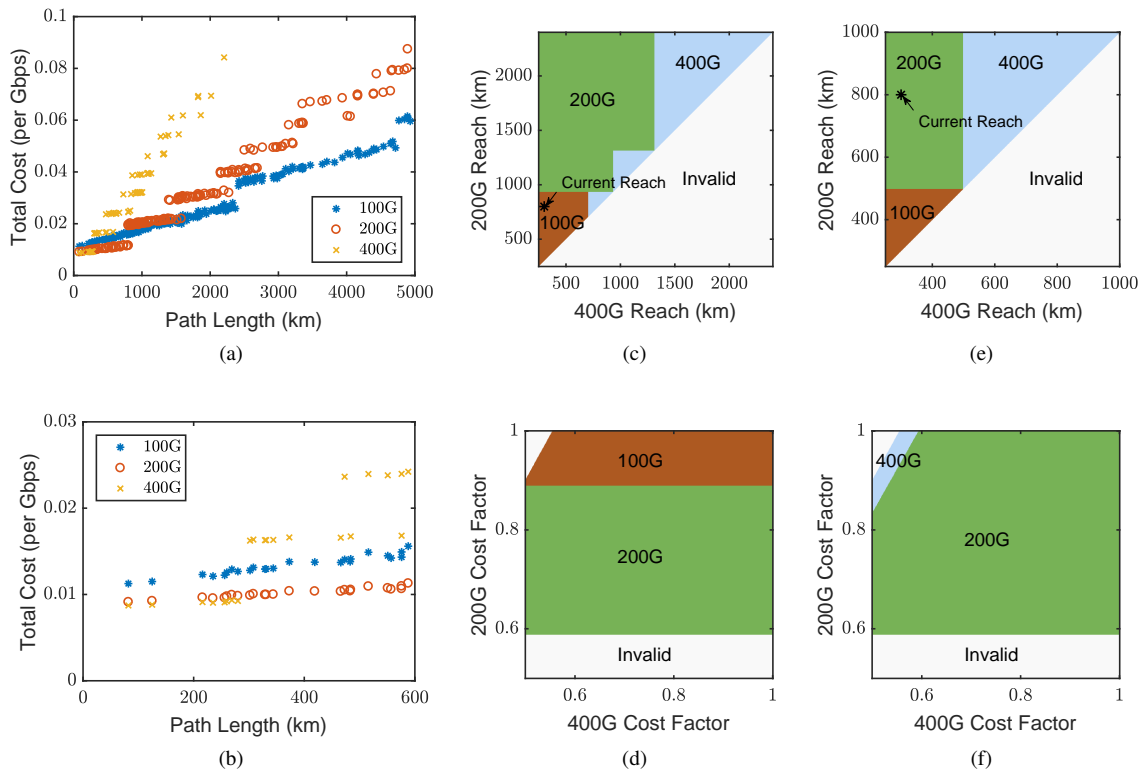 0.1
0.08
0.06
0.04
0.02
0
Total Cost (per Gbps)
100G
200G
400G
0 1000 2000 3000 4000 5000
Path Length (km)
(a)
2000
1500
1000
500
200G Reach (km)
400G
200G
Current Reach
Invalid
100G
500 1000 1500 2000
400G Reach (km)
(c)
1000
800
600
400
200G Reach (km)
200G
400G
Current Reach
Invalid
100G
400 600 800 1000
400G Reach (km)
(e)
0.03
0.02
0.01
0
Total Cost (per Gbps)
100G
200G
400G
0 200 400 600
Path Length (km)
(b)
1
0.8
0.6
200G Cost Factor
100G
200G
Invalid
0.6 0.8 1
400G Cost Factor
(d)
1
0.8
0.6
200G Cost Factor
400G
200G
Invalid
0.6 0.8 1
400G Cost Factor
(f)